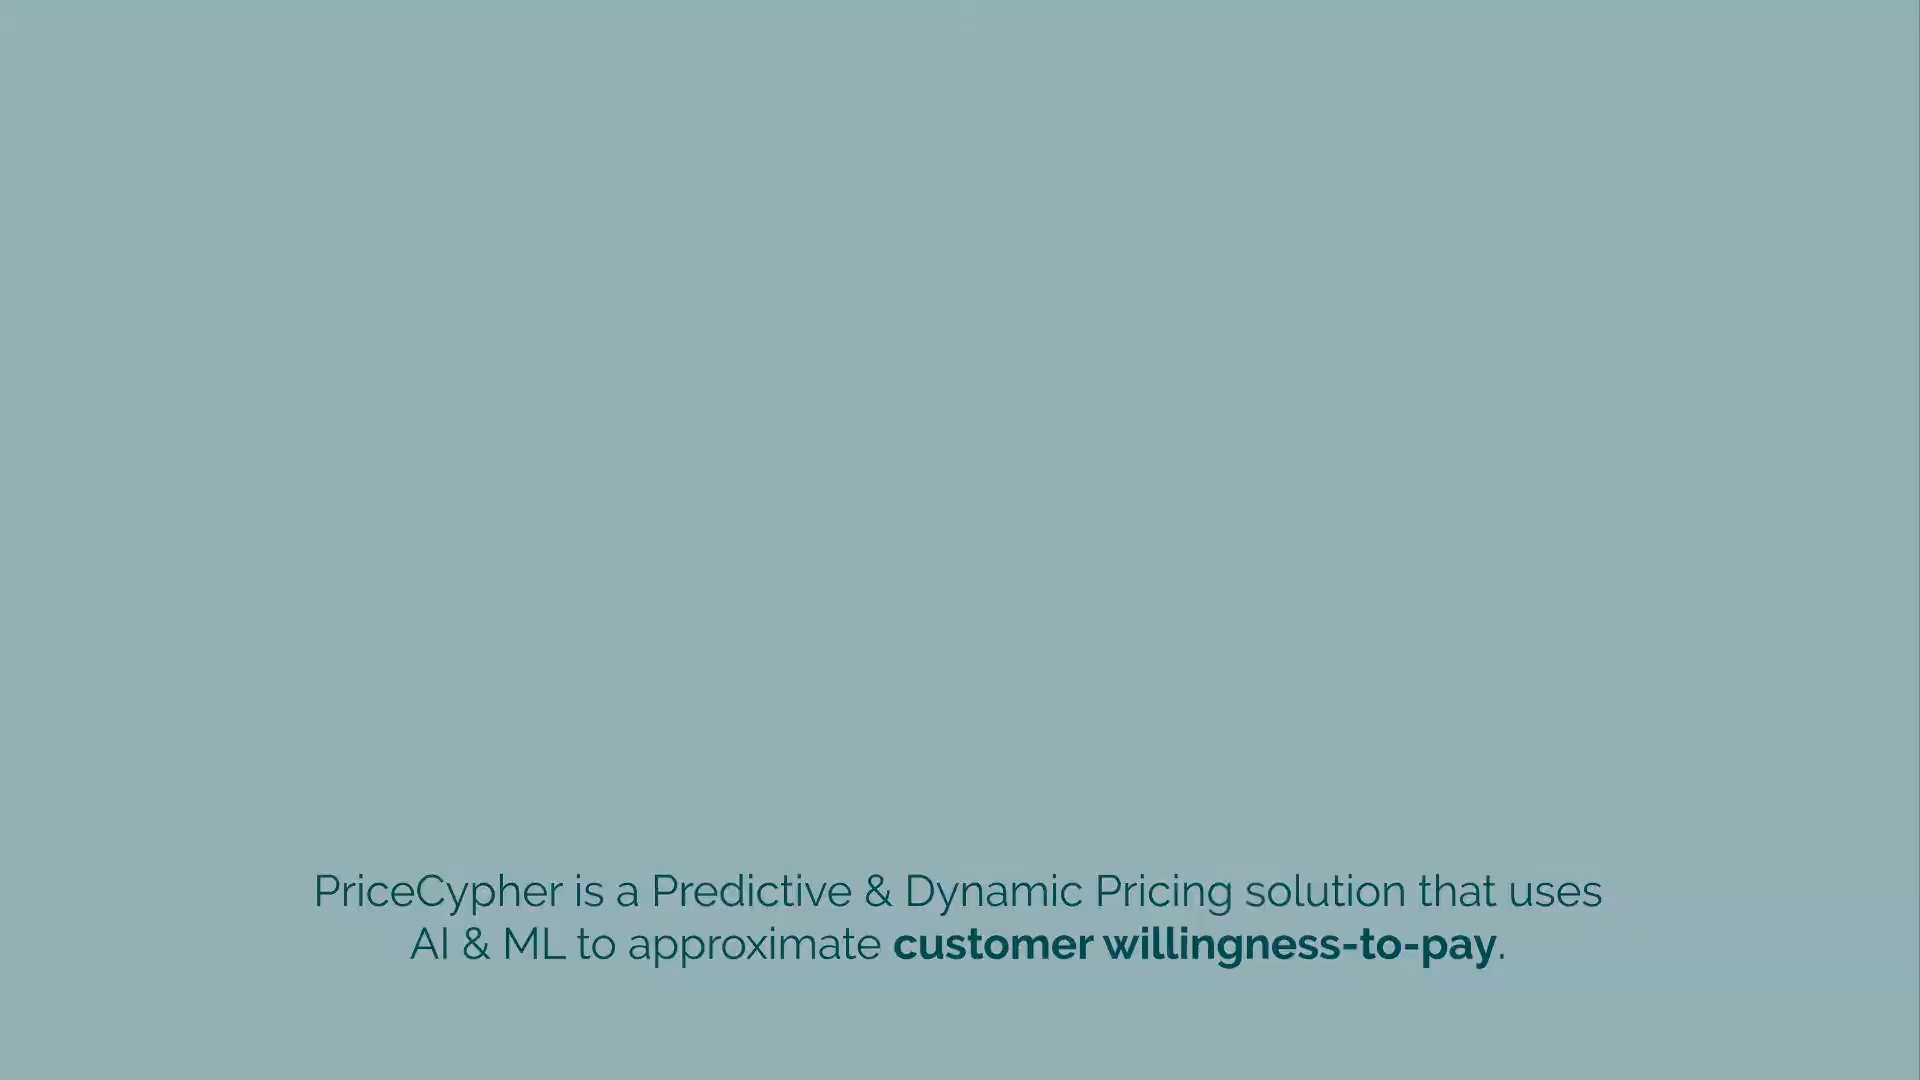 PriceCypher is a Predictive & Dynamic Pricing solution that uses
AI & ML to approximate customer willingness-to-pay.